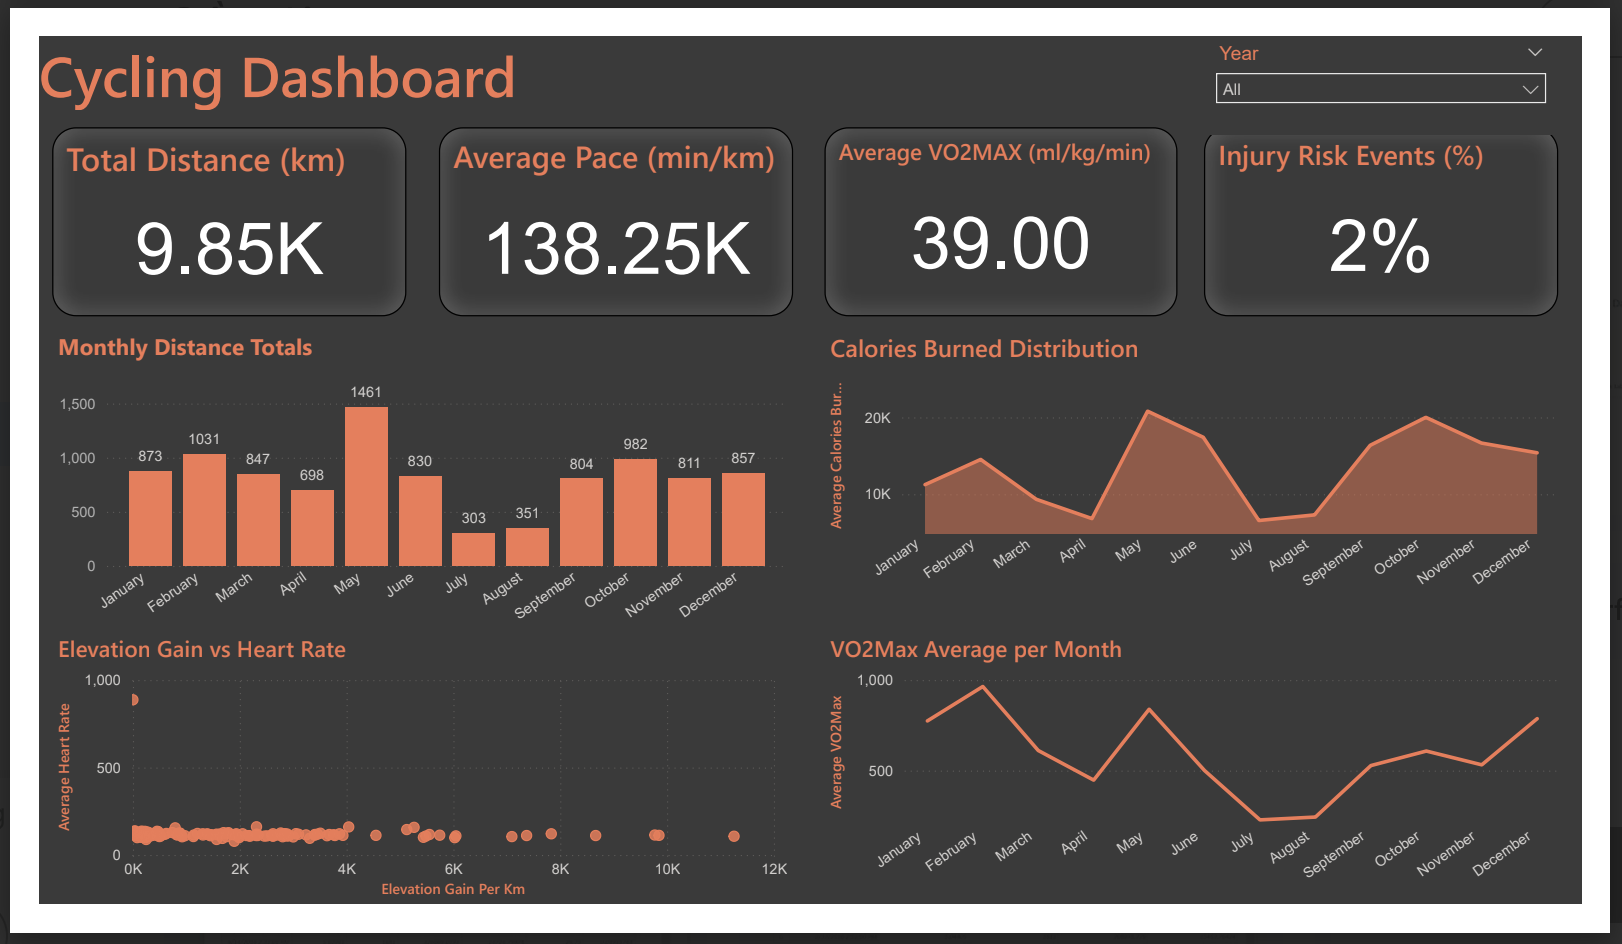 Cycling Dashboard
Year
All
Total Distance (km)
9.85K
Average Pace (min/km)
138.25K
Average VO2MAX (ml/kg/min)
39.00
Injury Risk Events (%)
2%
Monthly Distance Totals
1,500
1,000
500
0
873
1031
847
698
1461
830
303
351
804
982
811
857
January
February
March
April
May
June
July
August
September
October
November
December
Calories Burned Distribution
Average Calories Bur...
20K
10K
January
February
March
April
May
June
July
August
September
October
November
December
Elevation Gain vs Heart Rate
Average Heart Rate
1,000
500
0
0K
2K
4K
6K
8K
10K
12K
Elevation Gain Per Km
VO2Max Average per Month
Average VO2Max
1,000
500
January
February
March
April
May
June
July
August
September
October
November
December